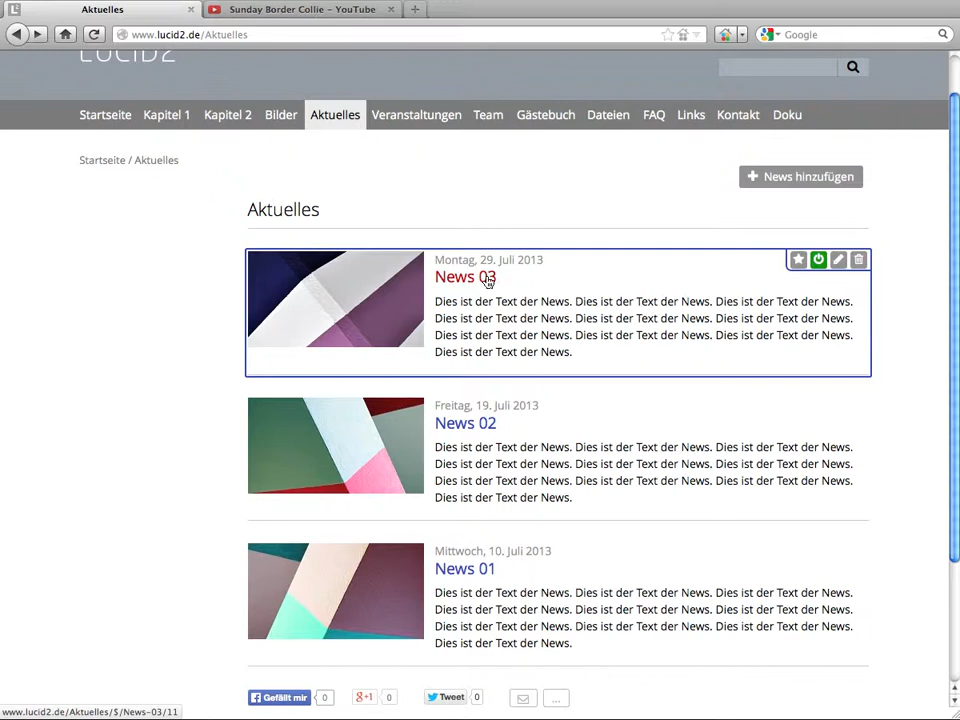 Aktuelles
Sunday Border Collie – YouTube
www.lucid2.de/Aktuelles
Google
LUCID2
Startseite Kapitel 1 Kapitel 2 Bilder Aktuelles Veranstaltungen Team Gästebuch Dateien FAQ Links Kontakt Doku
Startseite / Aktuelles
+ News hinzufügen
Aktuelles
Montag, 29. Juli 2013
News 03
Dies ist der Text der News. Dies ist der Text der News. Dies ist der Text der News.
Dies ist der Text der News. Dies ist der Text der News. Dies ist der Text der News.
Dies ist der Text der News. Dies ist der Text der News. Dies ist der Text der News.
Dies ist der Text der News.
Freitag, 19. Juli 2013
News 02
Dies ist der Text der News. Dies ist der Text der News. Dies ist der Text der News.
Dies ist der Text der News. Dies ist der Text der News. Dies ist der Text der News.
Dies ist der Text der News. Dies ist der Text der News. Dies ist der Text der News.
Dies ist der Text der News.
Mittwoch, 10. Juli 2013
News 01
Dies ist der Text der News. Dies ist der Text der News. Dies ist der Text der News.
Dies ist der Text der News. Dies ist der Text der News. Dies ist der Text der News.
Dies ist der Text der News. Dies ist der Text der News. Dies ist der Text der News.
Dies ist der Text der News.
Gefällt mir 0 +1 0 Tweet 0 ...
www.lucid2.de/Aktuelles/$/News-03/11